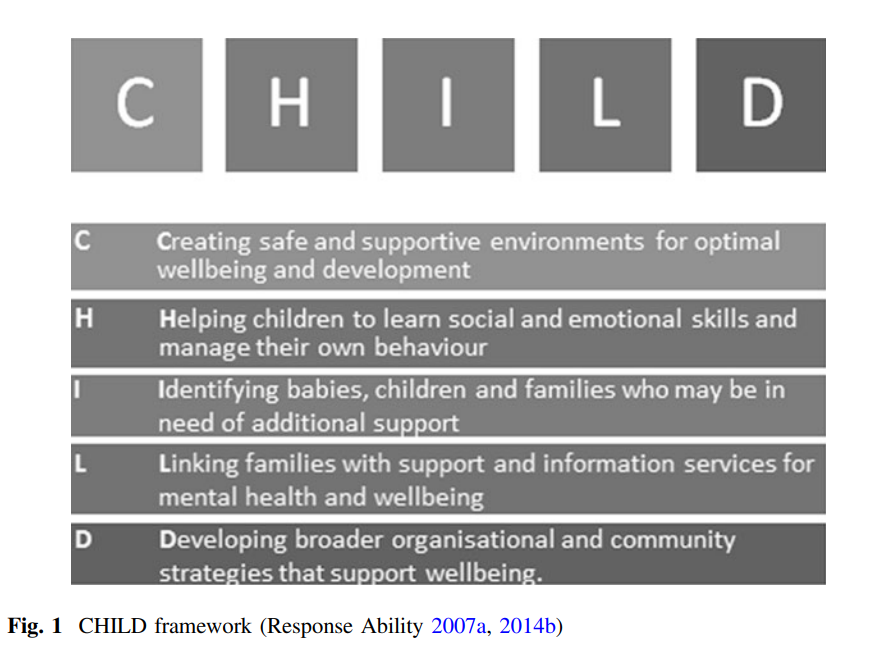 C H I L D
C Creating safe and supportive environments for optimal
wellbeing and development
H Helping children to learn social and emotional skills and
manage their own behaviour
I Identifying babies, children and families who may be in
need of additional support
L Linking families with support and information services for
mental health and wellbeing
D Developing broader organisational and community
strategies that support wellbeing.
Fig. 1 CHILD framework (Response Ability 2007a, 2014b)